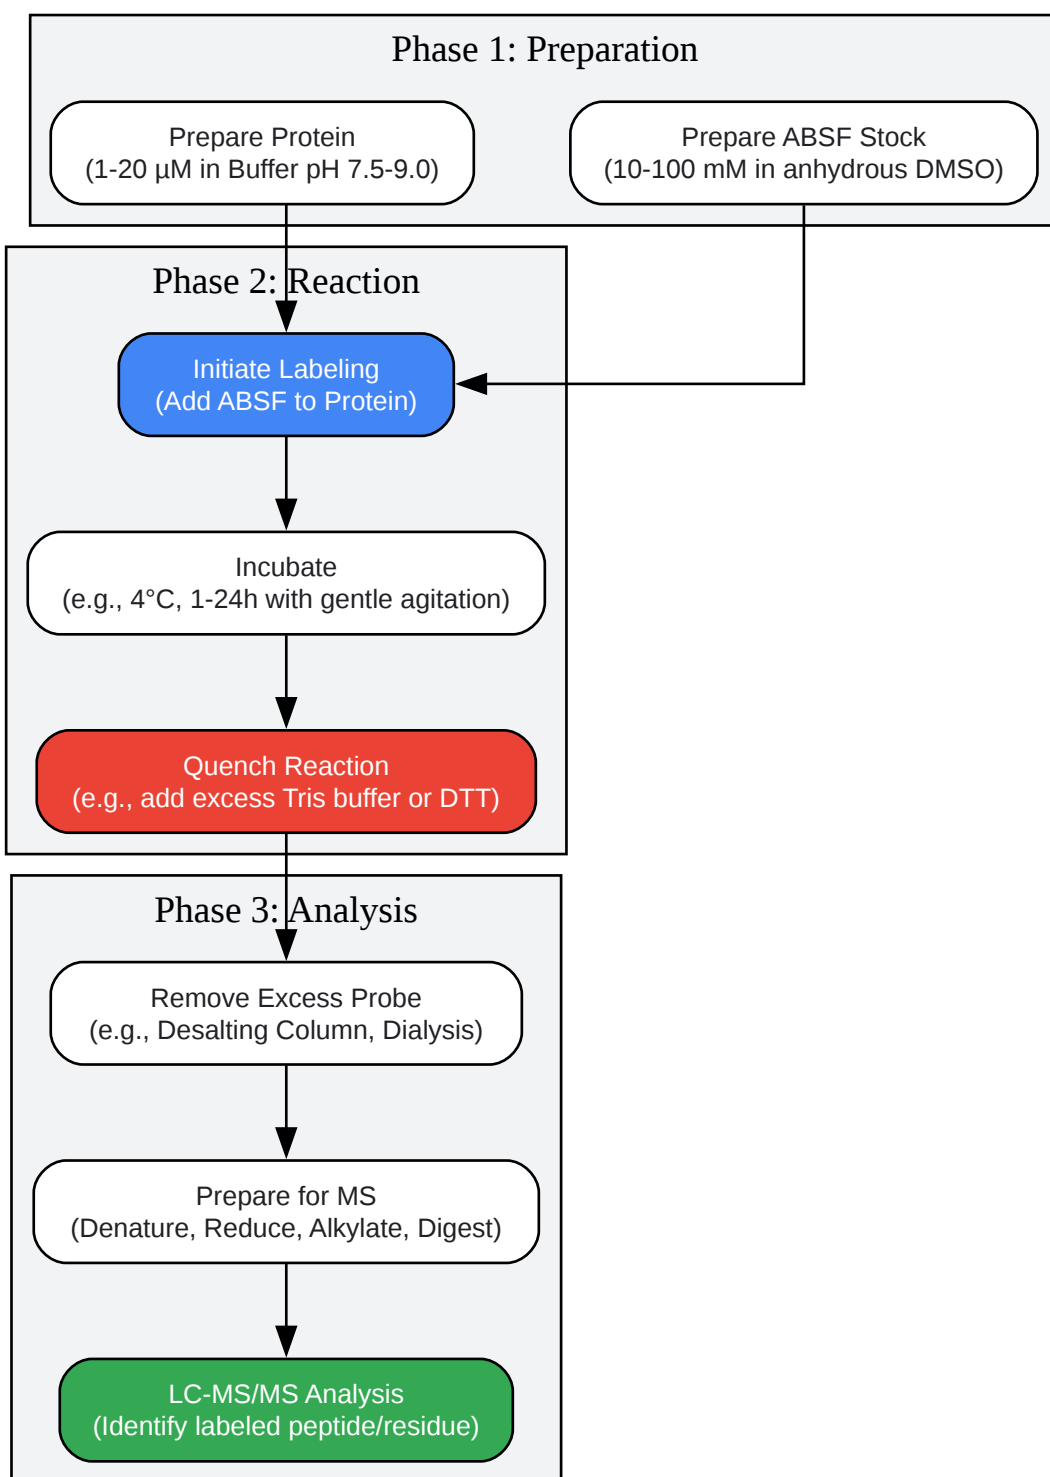 Phase 1: Preparation
Prepare Protein
(1-20 µM in Buffer pH 7.5-9.0)
Prepare ABSF Stock
(10-100 mM in anhydrous DMSO)
Phase 2: Reaction
Initiate Labeling
(Add ABSF to Protein)
Incubate
(e.g., 4°C, 1-24h with gentle agitation)
Quench Reaction
(e.g., add excess Tris buffer or DTT)
Phase 3: Analysis
Remove Excess Probe
(e.g., Desalting Column, Dialysis)
Prepare for MS
(Denature, Reduce, Alkylate, Digest)
LC-MS/MS Analysis
(Identify labeled peptide/residue)